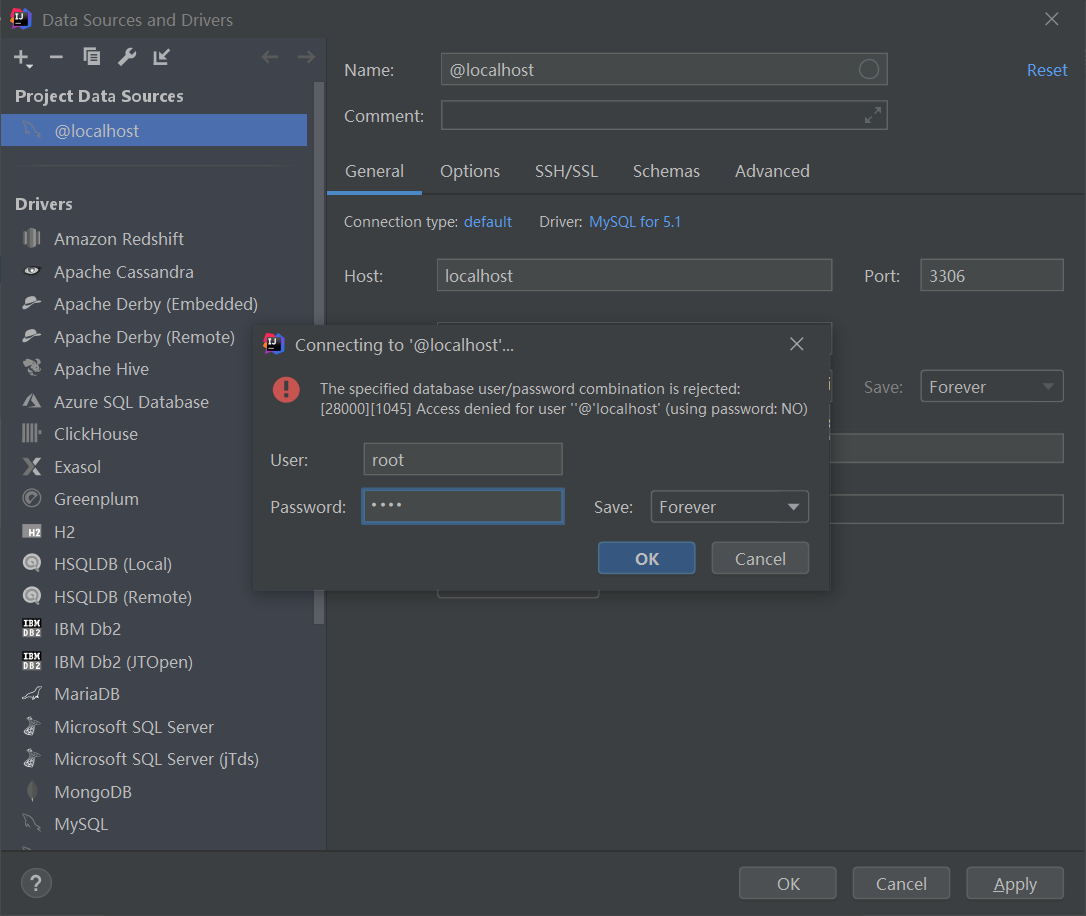 Data Sources and Drivers
Project Data Sources
@localhost
Drivers
Amazon Redshift
Apache Cassandra
Apache Derby (Embedded)
Apache Derby (Remote)
Apache Hive
Azure SQL Database
ClickHouse
Exasol
Greenplum
H2
HSQLDB (Local)
HSQLDB (Remote)
IBM Db2
IBM Db2 (JTOpen)
MariaDB
Microsoft SQL Server
Microsoft SQL Server (jTds)
MongoDB
MySQL
Name: @localhost Reset
Comment:
General Options SSH/SSL Schemas Advanced
Connection type: default Driver: MySQL for 5.1
Host: localhost Port: 3306
Save: Forever
Connecting to '@localhost'...
The specified database user/password combination is rejected:
[28000][1045] Access denied for user ''@'localhost' (using password: NO)
User: root
Password: •••• Save: Forever
OK Cancel
? OK Cancel Apply